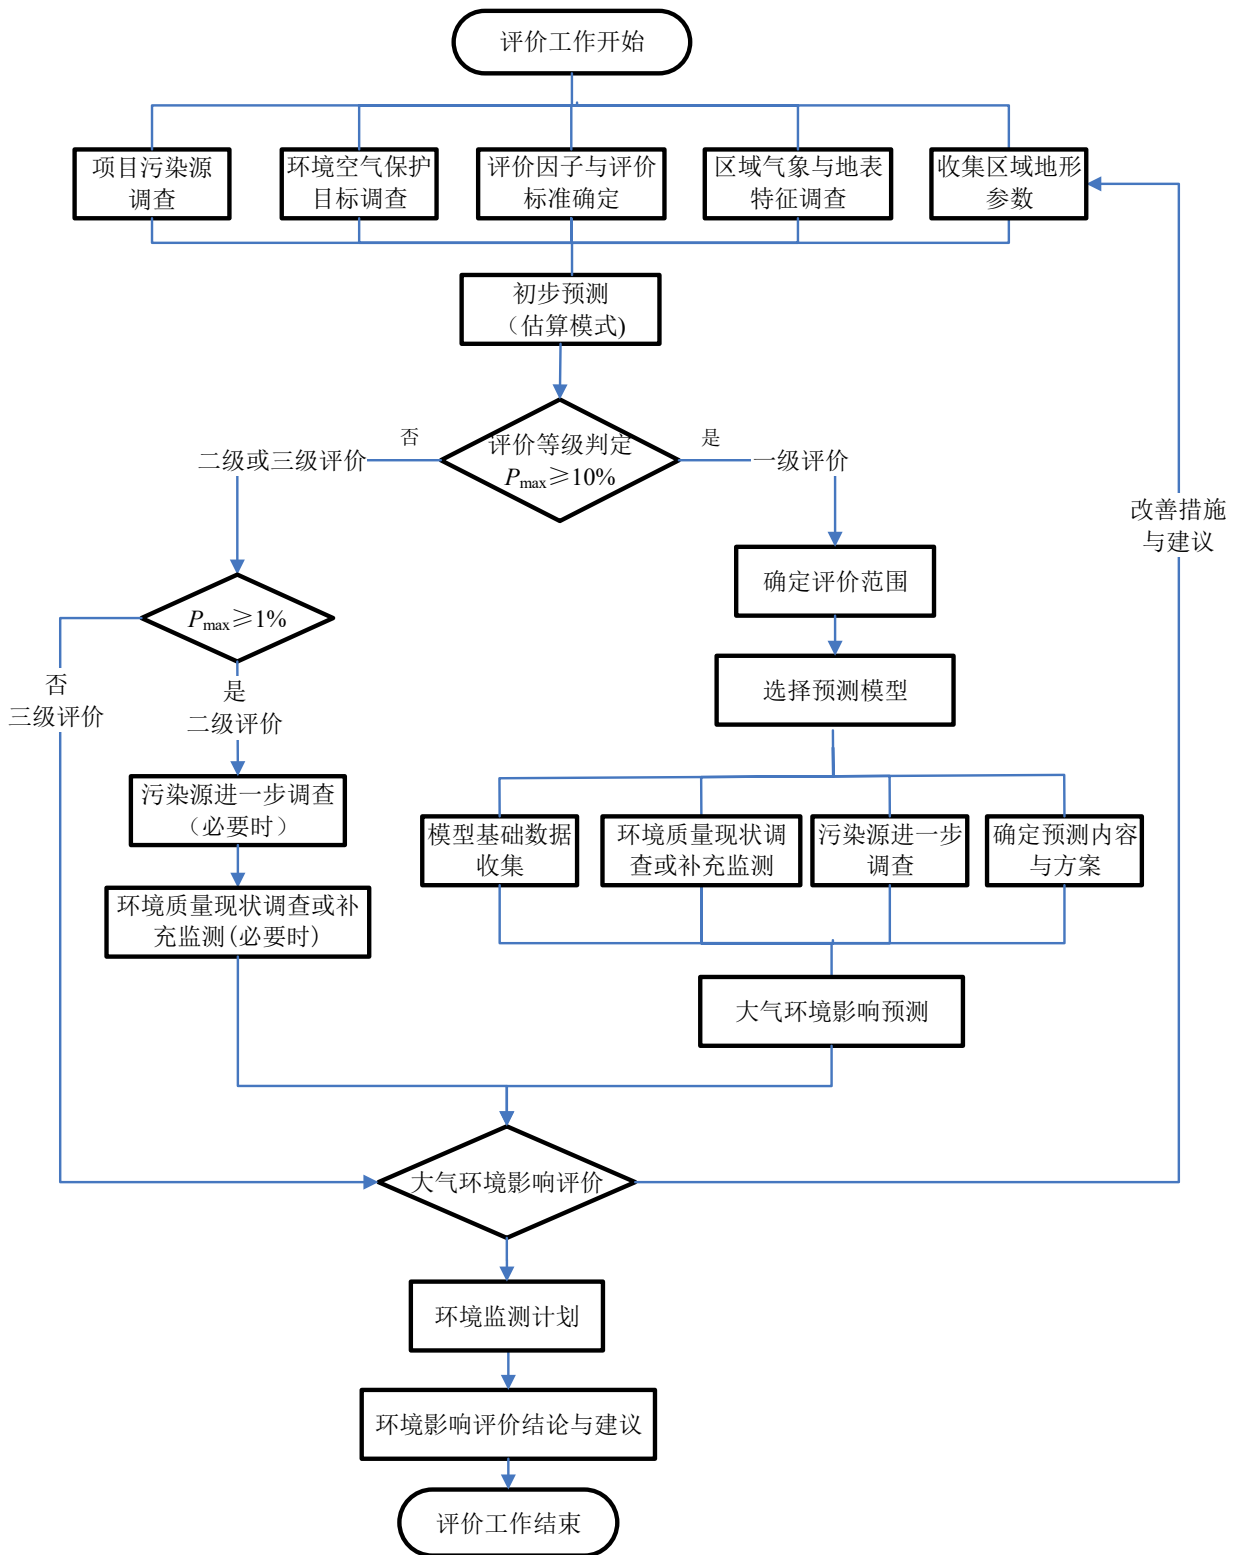 评价工作开始
项目污染源
调查
环境空气保护
目标调查
评价因子与评价
标准确定
区域气象与地表
特征调查
收集区域地形
参数
初步预测
（估算模式)
否
评价等级判定
P max≥10%
是
二级或三级评价
一级评价
改善措施
与建议
确定评价范围
P max≥1%
选择预测模型
否
三级评价
是
二级评价
污染源进一步调查
（必要时）
模型基础数据
收集
环境质量现状调
查或补充监测
污染源进一步
调查
确定预测内容
与方案
环境质量现状调查或补
充监测(必要时)
大气环境影响预测
大气环境影响评价
环境监测计划
环境影响评价结论与建议
评价工作结束